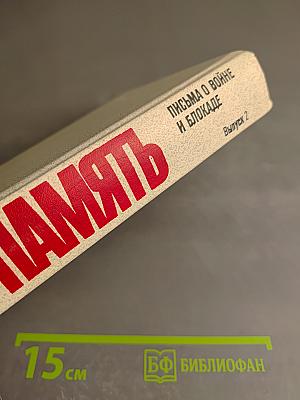 ПАМЯТЬ
ПИСЬМА О ВОЙНЕ
И БЛОКАДЕ
Выпуск 2
15 см
БФ БИБЛИОФАН